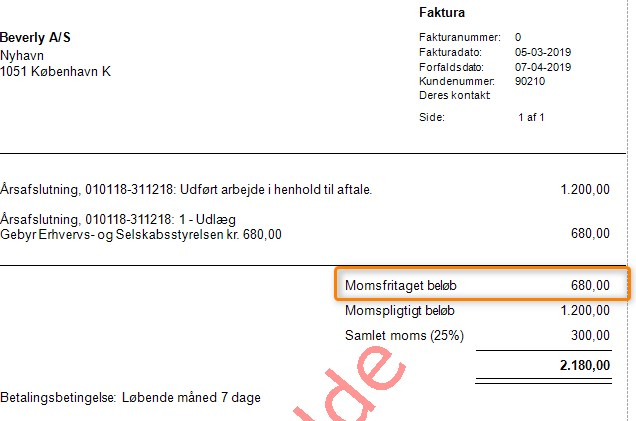 Faktura
Beverly A/S
Nyhavn
1051 København K
Fakturanummer: 0
Fakturadato: 05-03-2019
Forfaldsdato: 07-04-2019
Kundenummer: 90210
Deres kontakt:
Side: 1 af 1
Årsafslutning, 010118-311218: Udført arbejde i henhold til aftale. 1.200,00
Årsafslutning, 010118-311218: 1 - Udlæg
Gebyr Erhvervs- og Selskabsstyrelsen kr. 680,00 680,00
Momsfritaget beløb 680,00
Momspligtigt beløb 1.200,00
Samlet moms (25%) 300,00
2.180,00
Betalingsbetingelse: Løbende måned 7 dage